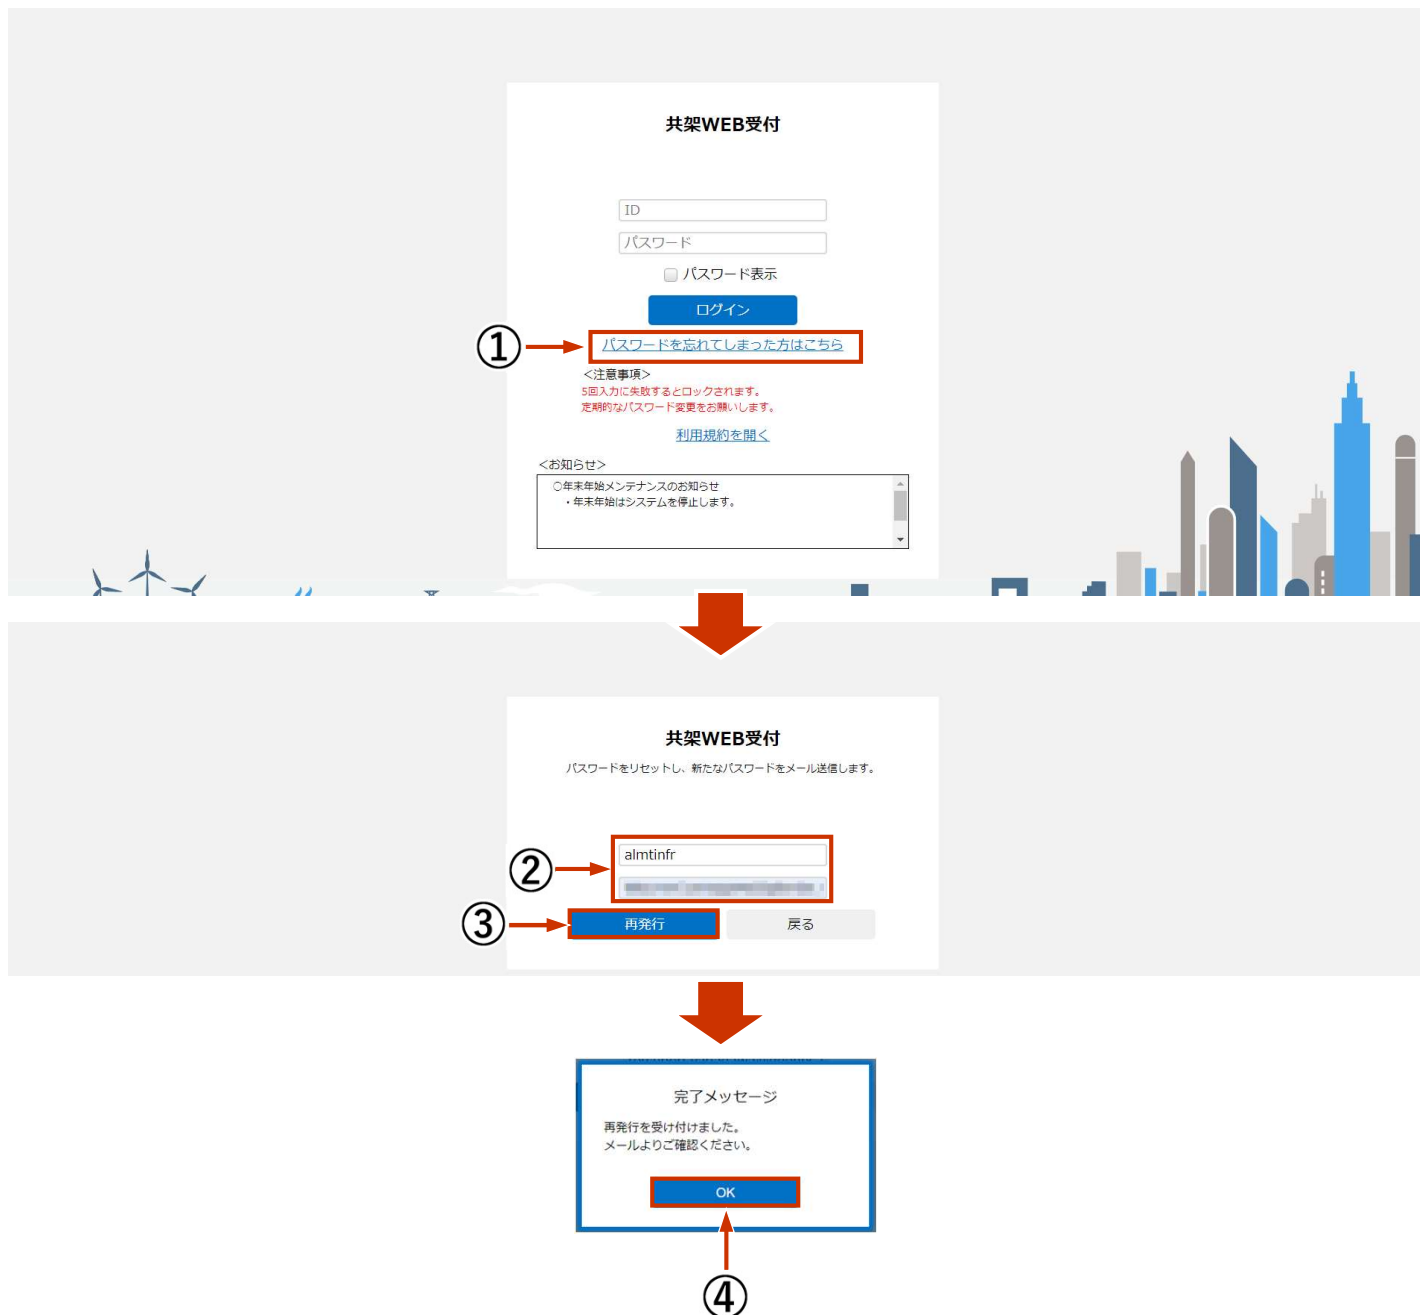 共架WEB受付
ID
パスワード
パスワード表示
ログイン
①
パスワードを忘れてしまった方はこちら
＜注意事項＞
5回入力に失敗するとロックされます。
定期的なパスワード変更をお願いします。
利用規約を開く
＜お知らせ＞
○年末年始メンテナンスのお知らせ
・年末年始はシステムを停止します。
共架WEB受付
パスワードをリセットし、新たなパスワードをメール送信します。
②
almtinfr
③
再発行
戻る
完了メッセージ
再発行を受け付けました。
メールよりご確認ください。
OK
④